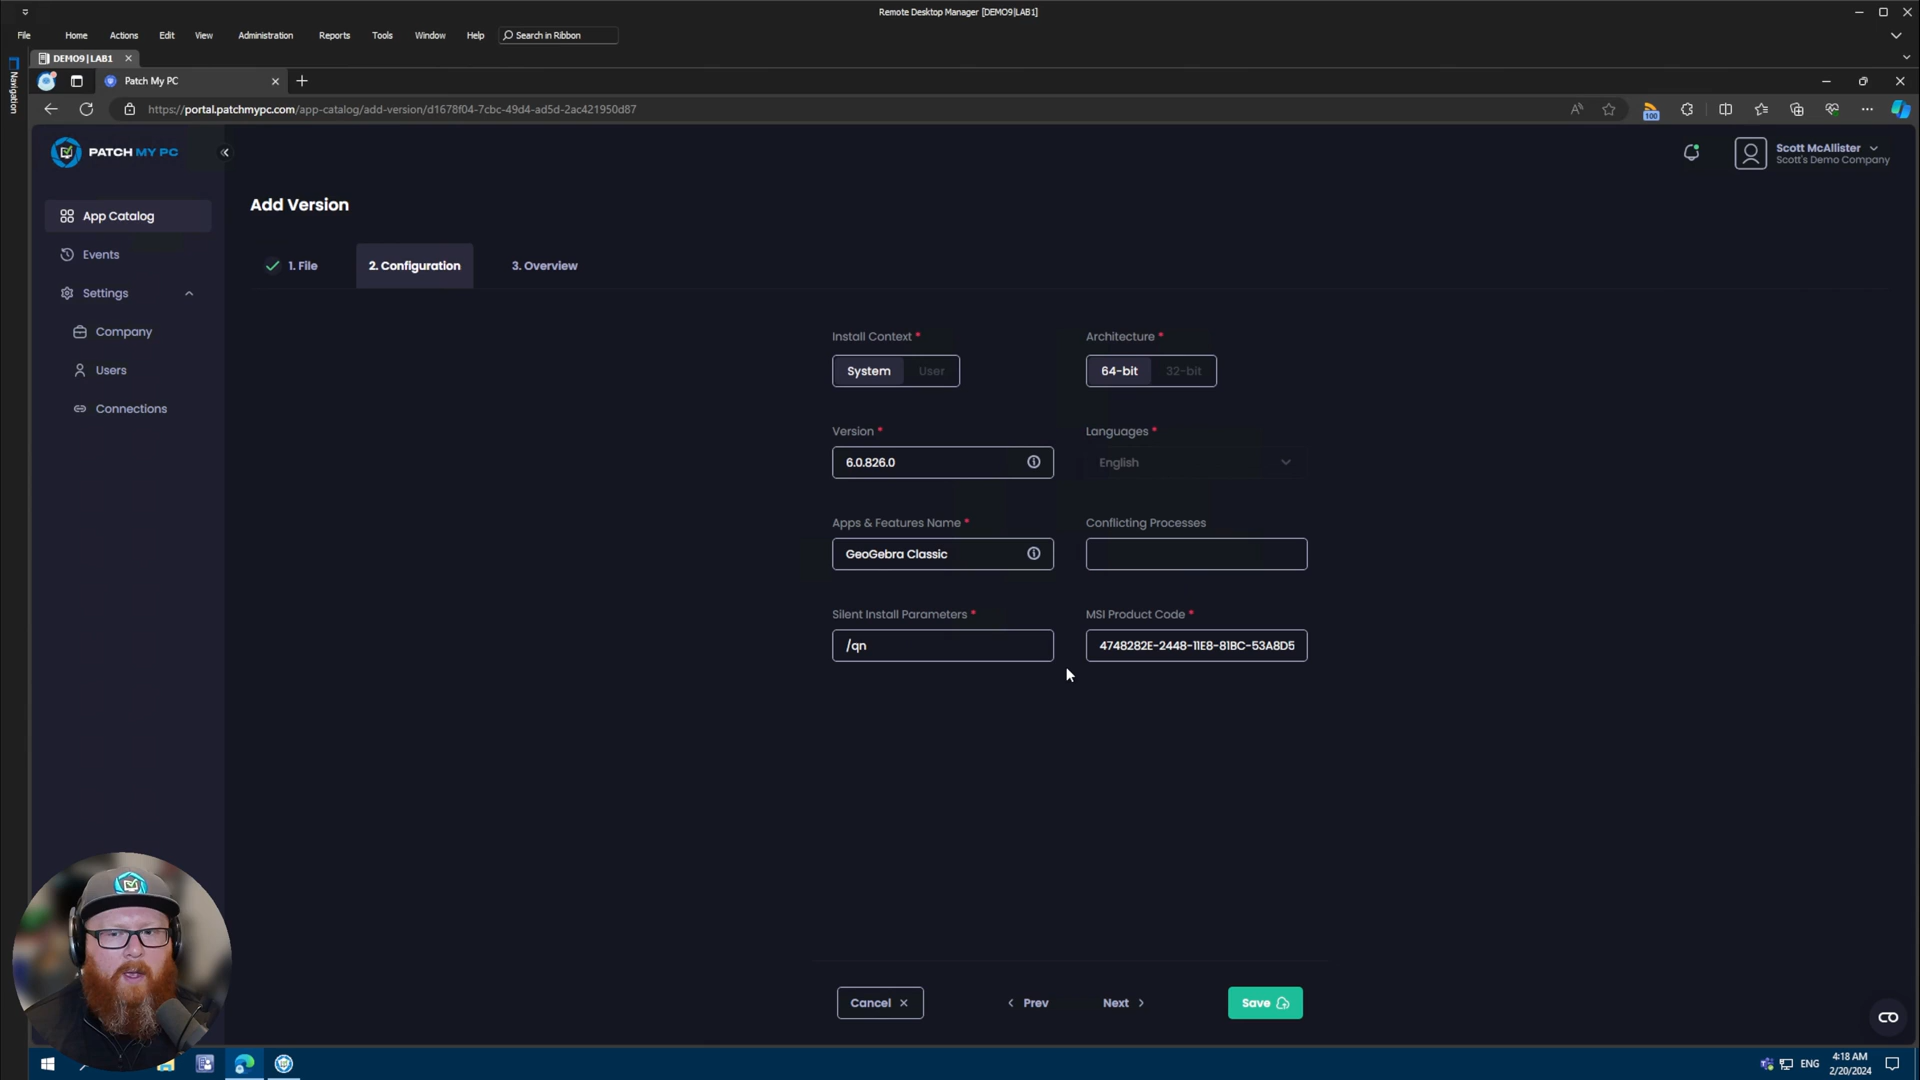 Remote Desktop Manager [DEMO9|LAB1]
File Home Actions Edit View Administration Reports Tools Window Help Search in Ribbon
DEMO9|LAB1
Navigation
Patch My PC
https://portal.patchmypc.com/app-catalog/add-version/d1678f04-7cbc-49d4-ad5d-2ac421950d87
100
PATCH MY PC
Scott McAllister
Scott's Demo Company
App Catalog
Events
Settings
Company
Users
Connections
Add Version
1. File 2. Configuration 3. Overview
Install Context * Architecture *
System User 64-bit 32-bit
Version * Languages *
6.0.826.0 English
Apps & Features Name * Conflicting Processes
GeoGebra Classic
Silent Install Parameters * MSI Product Code *
/qn 4748282E-2448-11E8-81BC-53A8D5
Cancel Prev Next Save
ENG
4:18 AM
2/20/2024